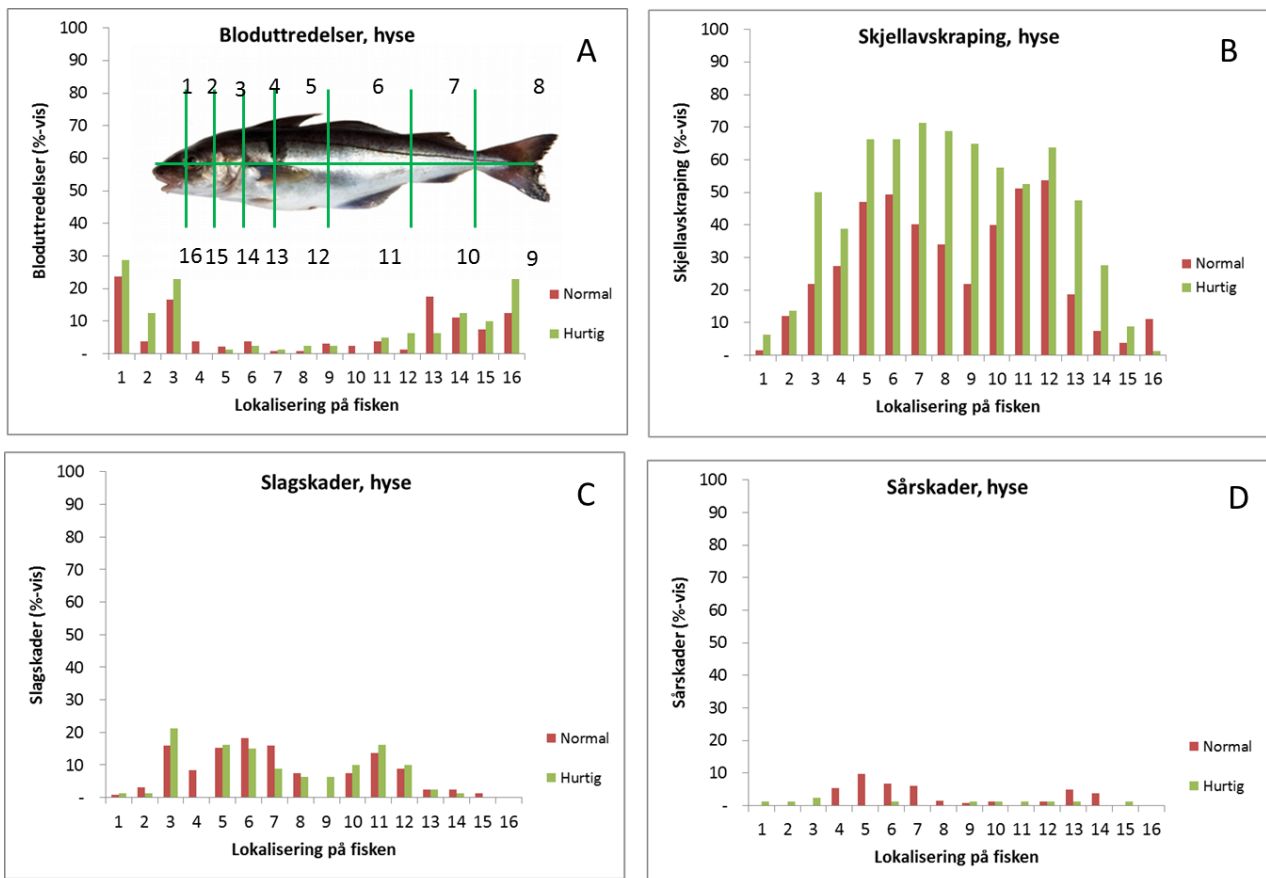 Bloduttredelser, hyse
A
Bloduttredelser (%-vis)
100
90
80
70
60
50
40
30
20
10
-
1 2 3 4 5 6 7 8
16 15 14 13 12 11 10 9
Normal
Hurtig
1 2 3 4 5 6 7 8 9 10 11 12 13 14 15 16
Lokalisering på fisken
Skjellavskraping, hyse
B
Skjellavskraping (%-vis)
100
90
80
70
60
50
40
30
20
10
-
Normal
Hurtig
1 2 3 4 5 6 7 8 9 10 11 12 13 14 15 16
Lokalisering på fisken
Slagskader, hyse
C
Slagskader (%-vis)
100
90
80
70
60
50
40
30
20
10
-
Normal
Hurtig
1 2 3 4 5 6 7 8 9 10 11 12 13 14 15 16
Lokalisering på fisken
Sårskader, hyse
D
Sårskader (%-vis)
100
90
80
70
60
50
40
30
20
10
-
Normal
Hurtig
1 2 3 4 5 6 7 8 9 10 11 12 13 14 15 16
Lokalisering på fisken